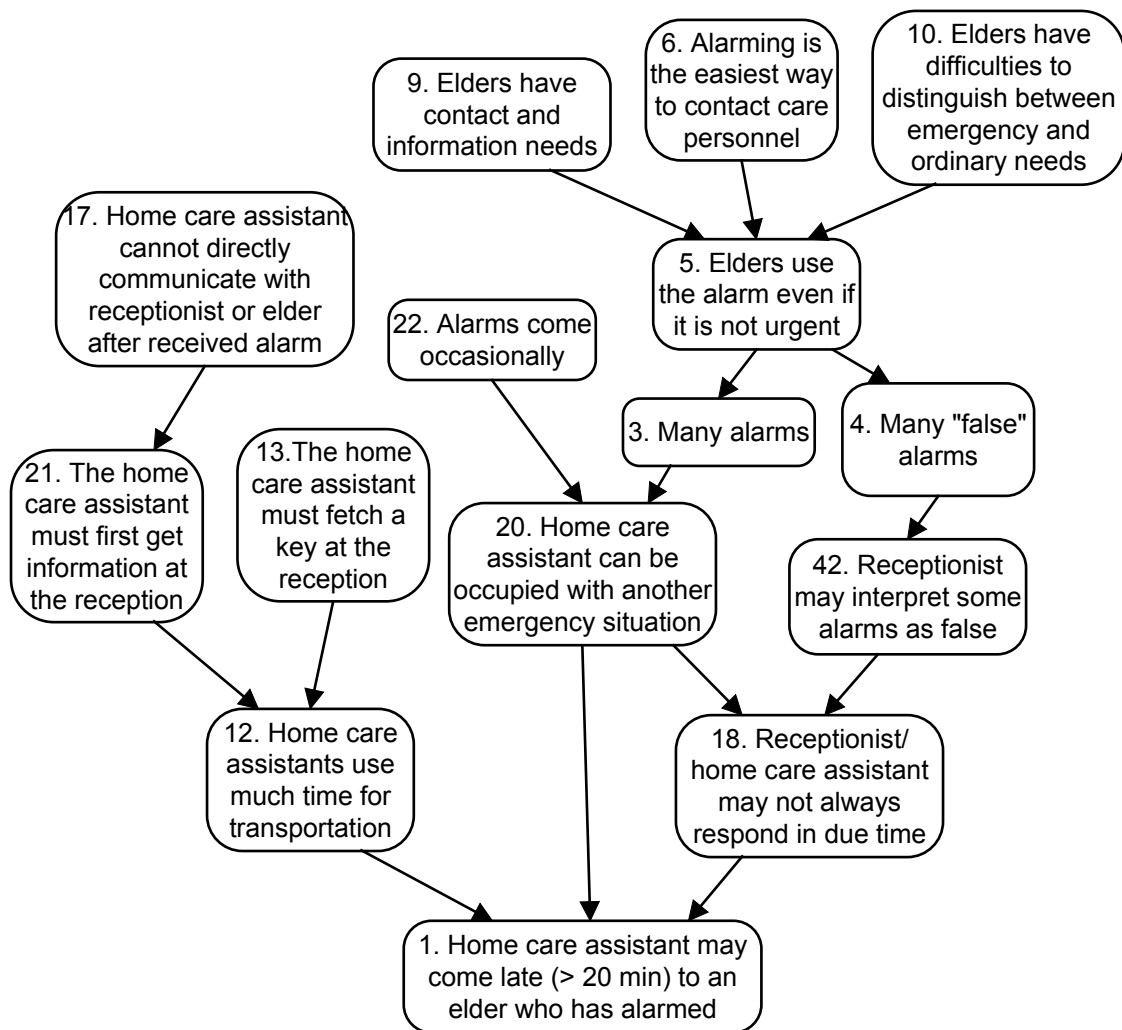 9. Elders have
contact and
information needs
6. Alarming is
the easiest way
to contact care
personnel
10. Elders have
difficulties to
distinguish between
emergency and
ordinary needs
17. Home care assistant
cannot directly
communicate with
receptionist or elder
after received alarm
5. Elders use
the alarm even if
it is not urgent
22. Alarms come
occasionally
3. Many alarms
4. Many "false"
alarms
21. The home
care assistant
must first get
information at
the reception
13.The home
care assistant
must fetch a
key at the
reception
20. Home care
assistant can be
occupied with another
emergency situation
42. Receptionist
may interpret some
alarms as false
12. Home care
assistants use
much time for
transportation
18. Receptionist/
home care assistant
may not always
respond in due time
1. Home care assistant may
come late (> 20 min) to an
elder who has alarmed